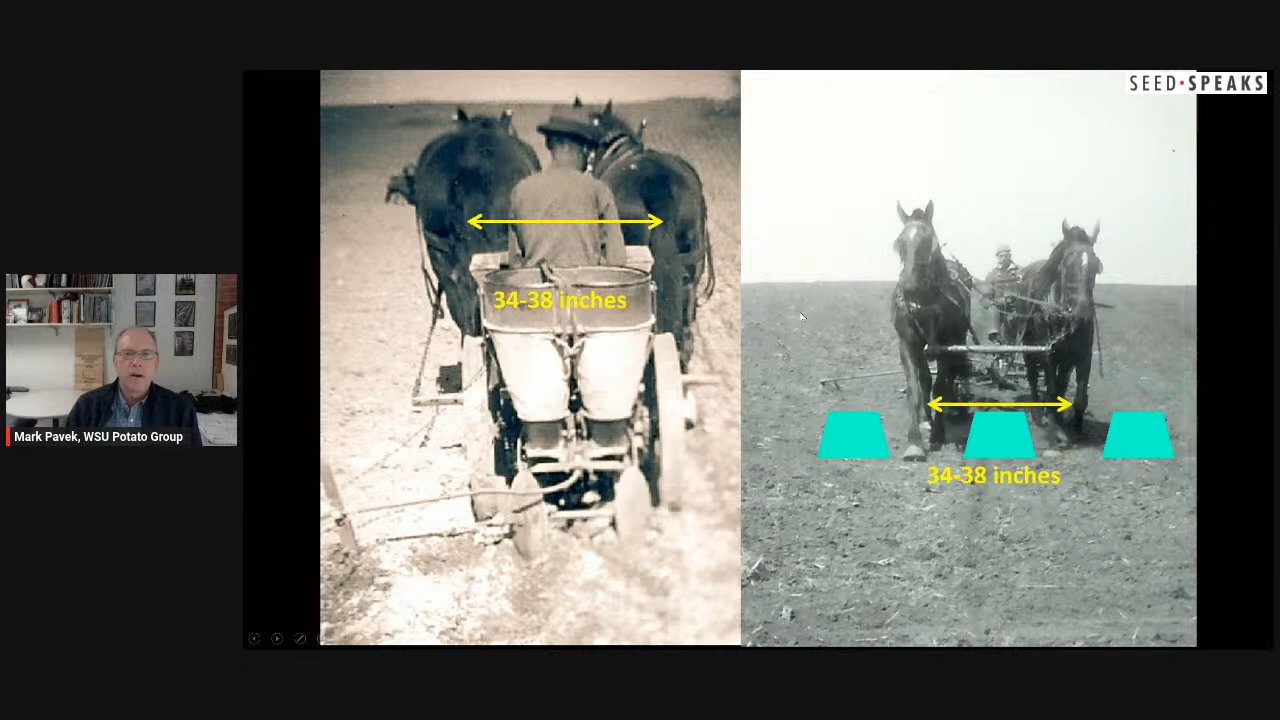 SEED·SPEAKS
34-38 inches
34-38 inches
Mark Pavek, WSU Potato Group